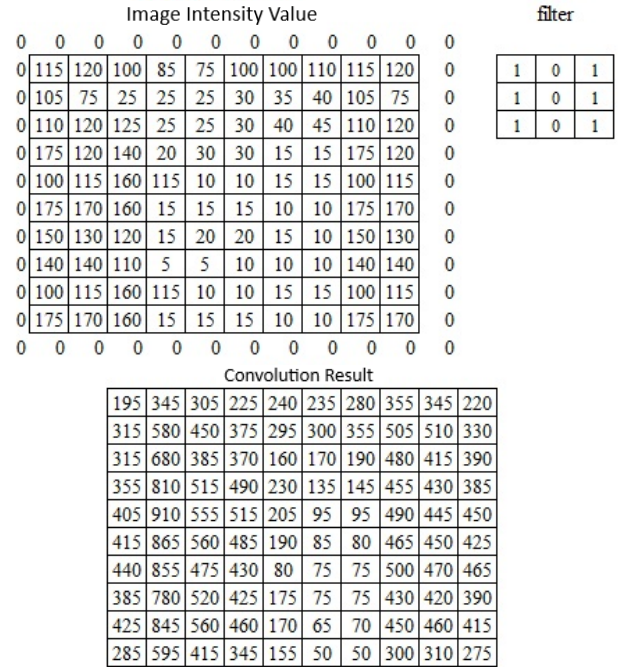 Image Intensity Value
filter
0 0 0 0 0 0 0 0 0 0 0 0
0 115 120 100 85 75 100 100 110 115 120 0
1 0 1
0 105 75 25 25 25 30 35 40 105 75 0
1 0 1
0 110 120 125 25 25 30 40 45 110 120 0
1 0 1
0 175 120 140 20 30 30 15 15 175 120 0
0 100 115 160 115 10 10 15 15 100 115 0
0 175 170 160 15 15 15 10 10 175 170 0
0 150 130 120 15 20 20 15 10 150 130 0
0 140 140 110 5 5 10 10 10 140 140 0
0 100 115 160 115 10 10 15 15 100 115 0
0 175 170 160 15 15 15 10 10 175 170 0
0 0 0 0 0 0 0 0 0 0 0 0
Convolution Result
195 345 305 225 240 235 280 355 345 220
315 580 450 375 295 300 355 505 510 330
315 680 385 370 160 170 190 480 415 390
355 810 515 490 230 135 145 455 430 385
405 910 555 515 205 95 95 490 445 450
415 865 560 485 190 85 80 465 450 425
440 855 475 430 80 75 75 500 470 465
385 780 520 425 175 75 75 430 420 390
425 845 560 460 170 65 70 450 460 415
285 595 415 345 155 50 50 300 310 275